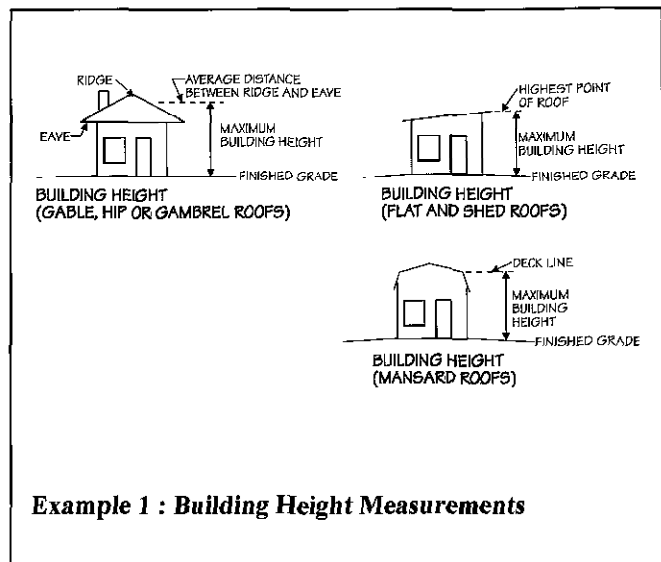 RIDGE
AVERAGE DISTANCE
BETWEEN RIDGE AND EAVE
EAVE
MAXIMUM
BUILDING HEIGHT
FINISHED GRADE
BUILDING HEIGHT
(GABLE, HIP OR GAMBREL ROOFS)
HIGHEST POINT
OF ROOF
MAXIMUM
BUILDING HEIGHT
FINISHED GRADE
BUILDING HEIGHT
(FLAT AND SHED ROOFS)
DECK LINE
MAXIMUM
BUILDING
HEIGHT
FINISHED GRADE
BUILDING HEIGHT
(MANSARD ROOFS)
Example 1 : Building Height Measurements